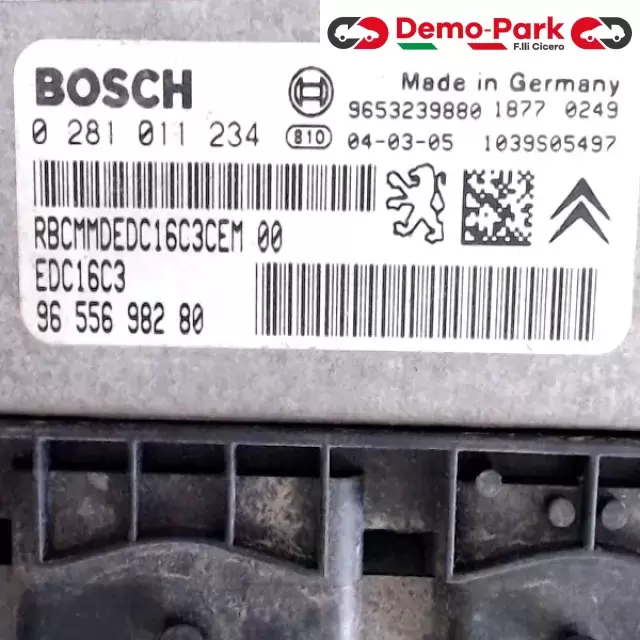 Demo-Park
F.lli Cicero
BOSCH
Made in Germany
9653239880 1877 0249
0 281 011 234
810
04-03-05 1039S05497
RBCMMDEDC16C3CEM 00
EDC16C3
96 556 982 80